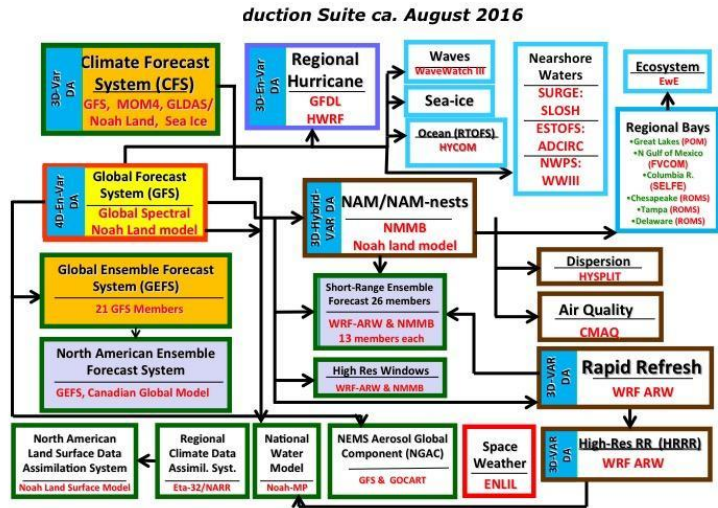 duction Suite ca. August 2016
3D-Var
DA
Climate Forecast
System (CFS)
GFS, MOM4, GLDAS/
Noah Land, Sea Ice
3D-En-Var
DA
Regional
Hurricane
GFDL
HWRF
Waves
WaveWatch III
Sea-ice
Ocean (RTOFS)
HYCOM
Nearshore
Waters
SURGE:
SLOSH
ESTOFS:
ADCIRC
NWPS:
WWIII
Ecosystem
EwE
Regional Bays
•Great Lakes (POM)
•N Gulf of Mexico
(FVCOM)
•Columbia R.
(SELFE)
•Chesapeake (ROMS)
•Tampa (ROMS)
•Delaware (ROMS)
4D-En-Var
DA
Global Forecast
System (GFS)
Global Spectral
Noah Land model
3D-Hybrid-
VAR DA
NAM/NAM-nests
NMMB
Noah land model
Dispersion
HYSPLIT
Air Quality
CMAQ
Global Ensemble Forecast
System (GEFS)
21 GFS Members
Short-Range Ensemble
Forecast 26 members
WRF-ARW & NMMB
13 members each
North American Ensemble
Forecast System
GEFS, Canadian Global Model
High Res Windows
WRF-ARW & NMMB
3D-VAR
DA
Rapid Refresh
WRF ARW
North American
Land Surface Data
Assimilation System
Noah Land Surface Model
Regional
Climate Data
Assimil. Syst.
Eta-32/NARR
National
Water
Model
Noah-MP
NEMS Aerosol Global
Component (NGAC)
GFS & GOCART
Space
Weather
ENLIL
3D-VAR
DA
High-Res RR (HRRR)
WRF ARW